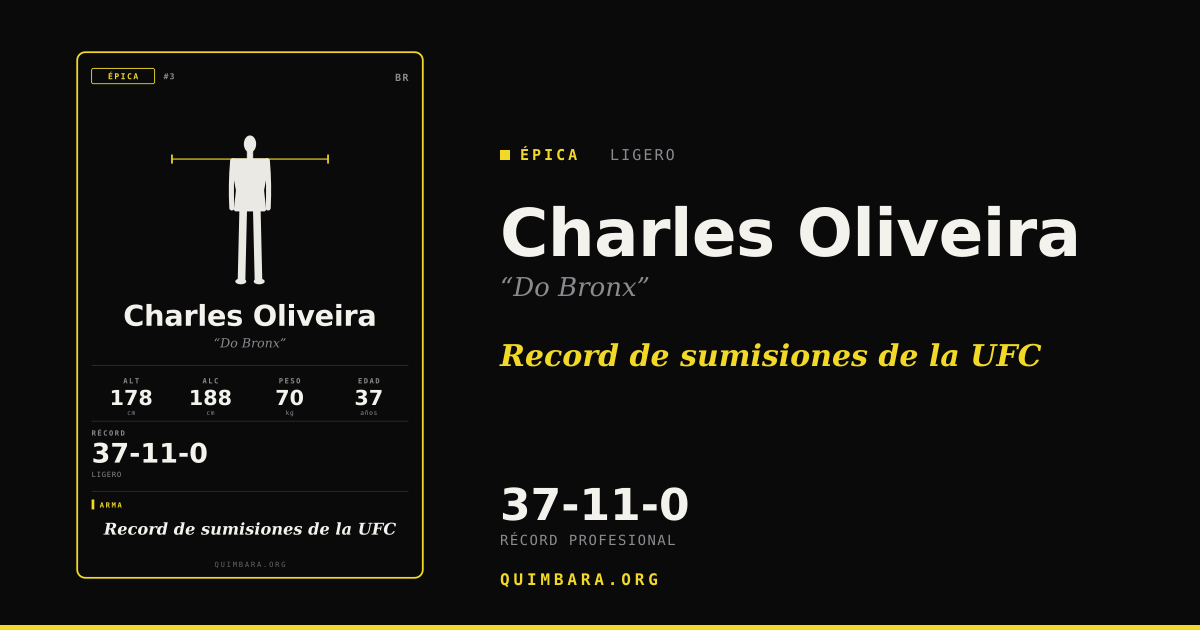 ÉPICA #3 BR
Charles Oliveira
“Do Bronx”
ALT ALC PESO EDAD
178 188 70 37
cm cm kg años
RÉCORD
37-11-0
LIGERO
ARMA
Record de sumisiones de la UFC
QUIMBARA.ORG
ÉPICA LIGERO
Charles Oliveira
“Do Bronx”
Record de sumisiones de la UFC
37-11-0
RÉCORD PROFESIONAL
QUIMBARA.ORG